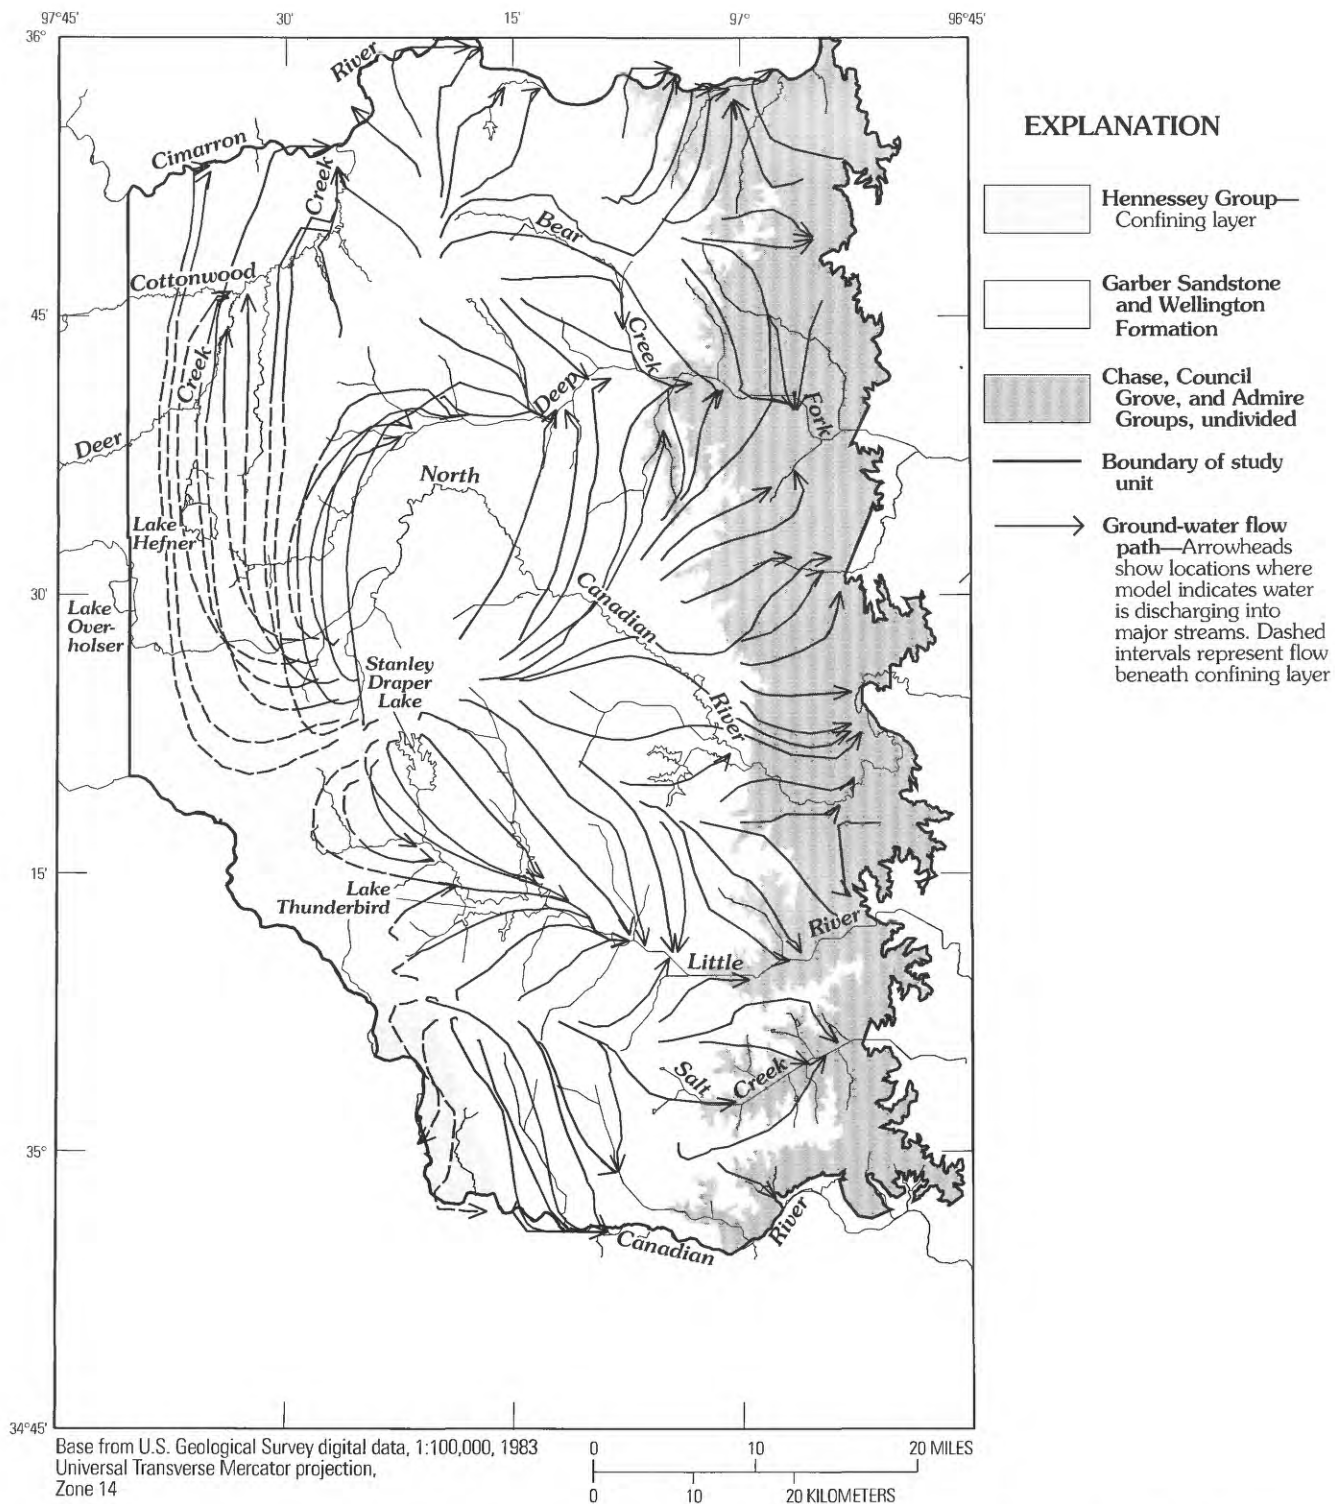 97°45'
30'
15'
97°
96°45'
36°
River
Cimarron
Creek
Bear
Cottonwood
45'
Creek
Creek
Deep
Fork
Deer
North
Lake
Hefner
Canadian
30'
Lake
Over-
holser
Stanley
Draper
Lake
River
15'
Lake
Thunderbird
River
Little
Salt
Creek
35°
River
Canadian
34°45'
EXPLANATION
Hennessey Group—
Confining layer
Garber Sandstone
and Wellington
Formation
Chase, Council
Grove, and Admire
Groups, undivided
Boundary of study
unit
Ground-water flow
path—Arrowheads
show locations where
model indicates water
is discharging into
major streams. Dashed
intervals represent flow
beneath confining layer
Base from U.S. Geological Survey digital data, 1:100,000, 1983
Universal Transverse Mercator projection,
Zone 14
0 10 20 MILES
0 10 20 KILOMETERS